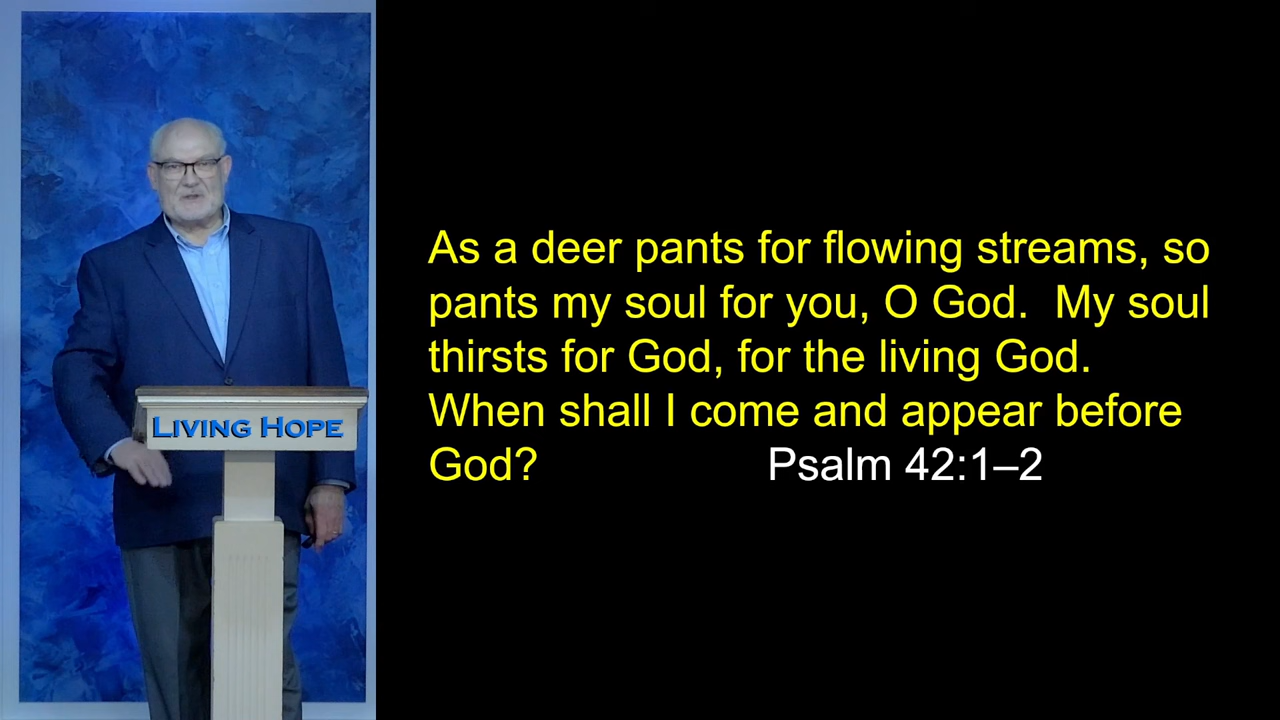 LIVING HOPE
As a deer pants for flowing streams, so
pants my soul for you, O God.  My soul
thirsts for God, for the living God.
When shall I come and appear before
God? Psalm 42:1–2